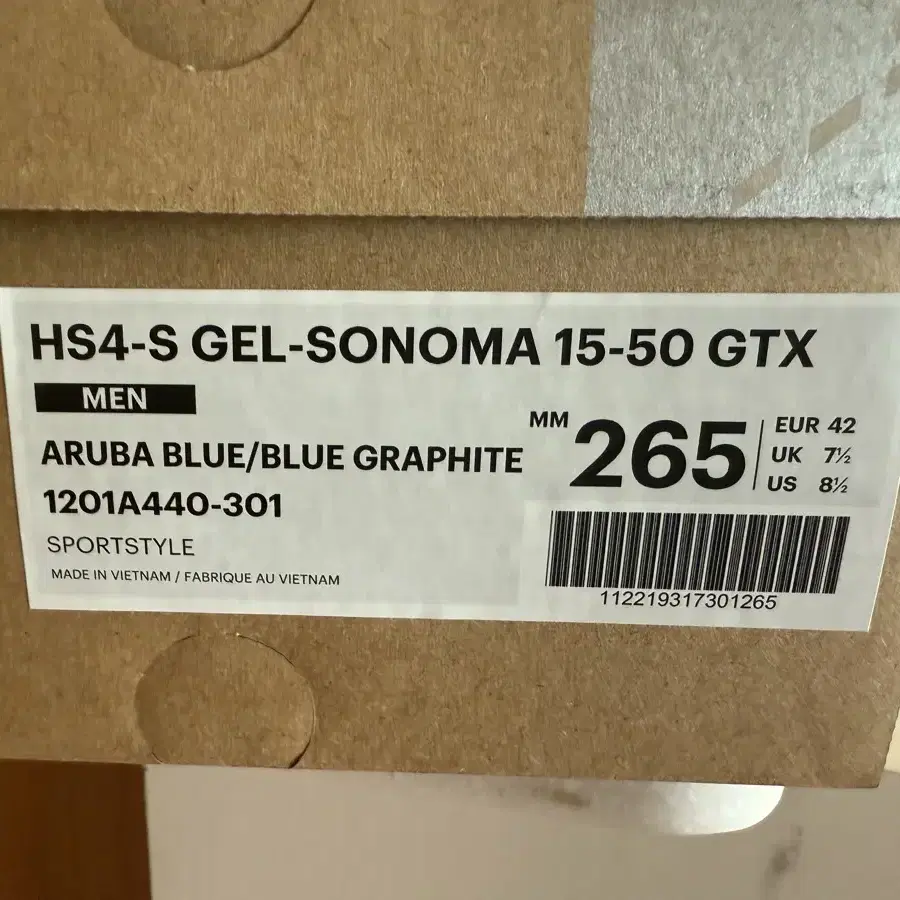 HS4-S GEL-SONOMA 15-50 GTX
MEN
ARUBA BLUE/BLUE GRAPHITE
1201A440-301
SPORTSTYLE
MADE IN VIETNAM / FABRIQUE AU VIETNAM
MM 265
EUR 42
UK 7½
US 8½
112219317301265